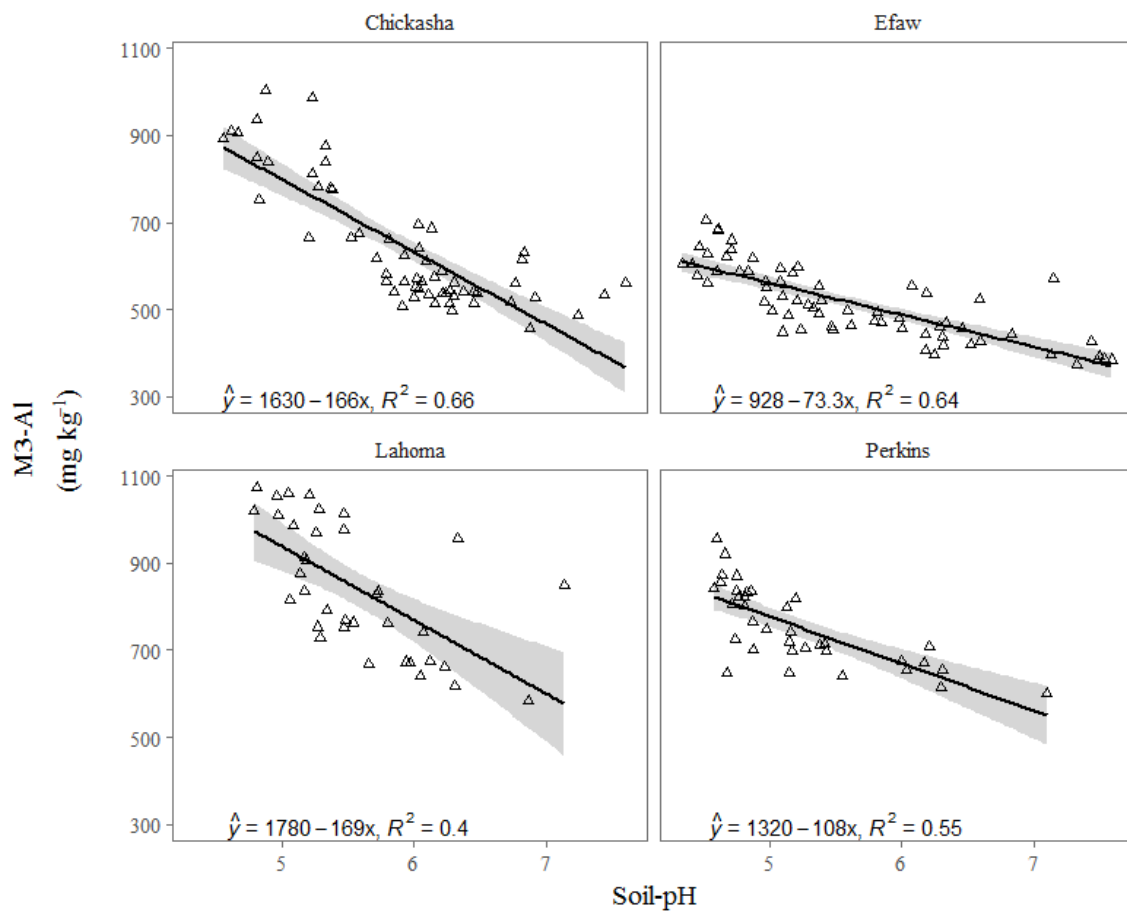 Chickasha
Efaw
1100
900
700
500
300
ŷ = 1630 – 166x, R² = 0.66
ŷ = 928 – 73.3x, R² = 0.64
M3-Al
(mg kg⁻¹)
Lahoma
Perkins
1100
900
700
500
300
ŷ = 1780 – 169x, R² = 0.4
ŷ = 1320 – 108x, R² = 0.55
5 6 7
5 6 7
Soil-pH